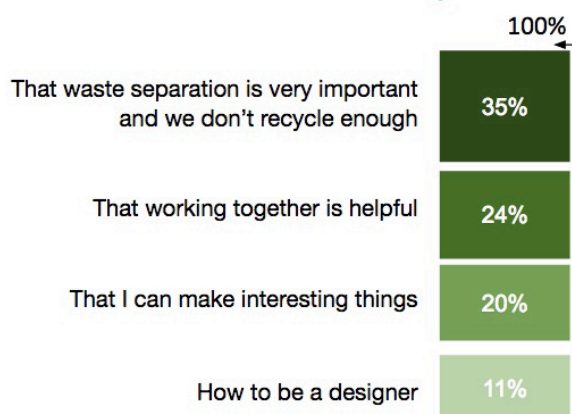 100%
That waste separation is very important
and we don't recycle enough
35%
That working together is helpful
24%
That I can make interesting things
20%
How to be a designer
11%